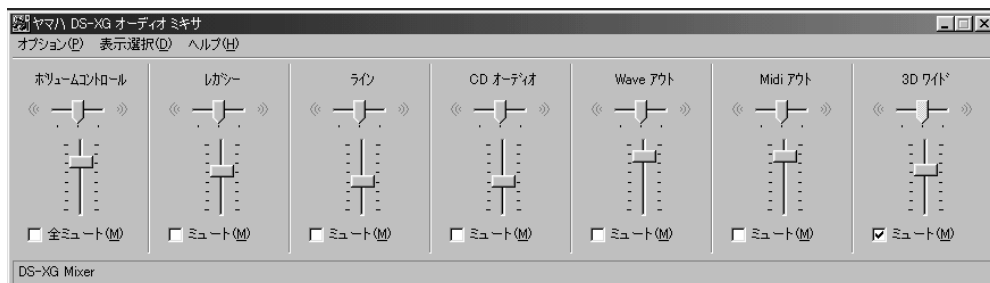 ヤマハ DS-XG オーディオ ミキサ
オプション(P) 表示選択(D) ヘルプ(H)
ボリュームコントロール レガシー ライン CD オーディオ Wave アウト Midi アウト 3D ワイド
全ミュート(M) ミュート(M) ミュート(M) ミュート(M) ミュート(M) ミュート(M) ミュート(M)
DS-XG Mixer